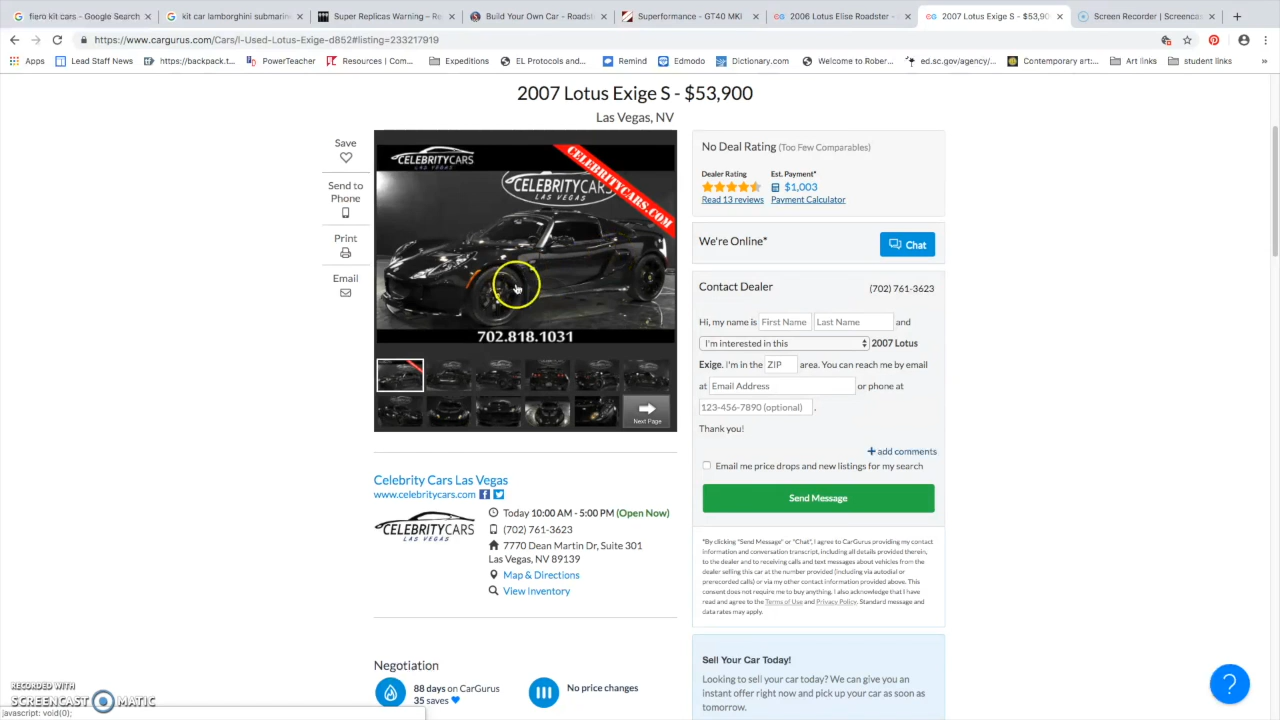 fiero kit cars - Google Search
kit car lamborghini submarin
Super Replicas Warning – Re
Build Your Own Car - Roadst
Superformance - GT40 MKI
2006 Lotus Elise Roadster -
2007 Lotus Exige S - $53,90
Screen Recorder | Screencas
https://www.cargurus.com/Cars/l-Used-Lotus-Exige-d852#listing=233217919
Apps
Lead Staff News
https://backpack.t...
PowerTeacher
Resources | Com...
Expeditions
EL Protocols and...
Remind
Edmodo
Dictionary.com
Welcome to Rober...
ed.sc.gov/agency/...
Contemporary art:...
Art links
student links
2007 Lotus Exige S - $53,900
Las Vegas, NV
Save
Send to
Phone
Print
Email
CELEBRITYCARS
LAS VEGAS
CELEBRITYCARS
LAS VEGAS
CELEBRITYCARS.COM
702.818.1031
Next Page
No Deal Rating (Too Few Comparables)
Dealer Rating
Est. Payment*
$1,003
Read 13 reviews
Payment Calculator
We're Online*
Chat
Contact Dealer
(702) 761-3623
Hi, my name is First Name Last Name and
I'm interested in this 2007 Lotus
Exige. I'm in the ZIP area. You can reach me by email
at Email Address or phone at
123-456-7890 (optional) .
Thank you!
+ add comments
Email me price drops and new listings for my search
Send Message
*By clicking "Send Message" or "Chat", I agree to CarGurus providing my contact
information and conversation transcript, including all details provided therein,
to the dealer and to receiving calls and text messages about vehicles from the
dealer selling this car at the number provided (including via autodial or
prerecorded calls) or via my other contact information provided above. This
consent does not require me to buy anything. I also acknowledge that I have
read and agree to the Terms of Use and Privacy Policy. Standard message and
data rates may apply.
Celebrity Cars Las Vegas
www.celebritycars.com
CELEBRITYCARS
LAS VEGAS
Today 10:00 AM - 5:00 PM (Open Now)
(702) 761-3623
7770 Dean Martin Dr, Suite 301
Las Vegas, NV 89139
Map & Directions
View Inventory
Negotiation
88 days on CarGurus
35 saves
No price changes
Sell Your Car Today!
Looking to sell your car today? We can give you an
instant offer right now and pick up your car as soon as
tomorrow.
?
RECORDED WITH
SCREENCAST MATIC
javascript: void(0);